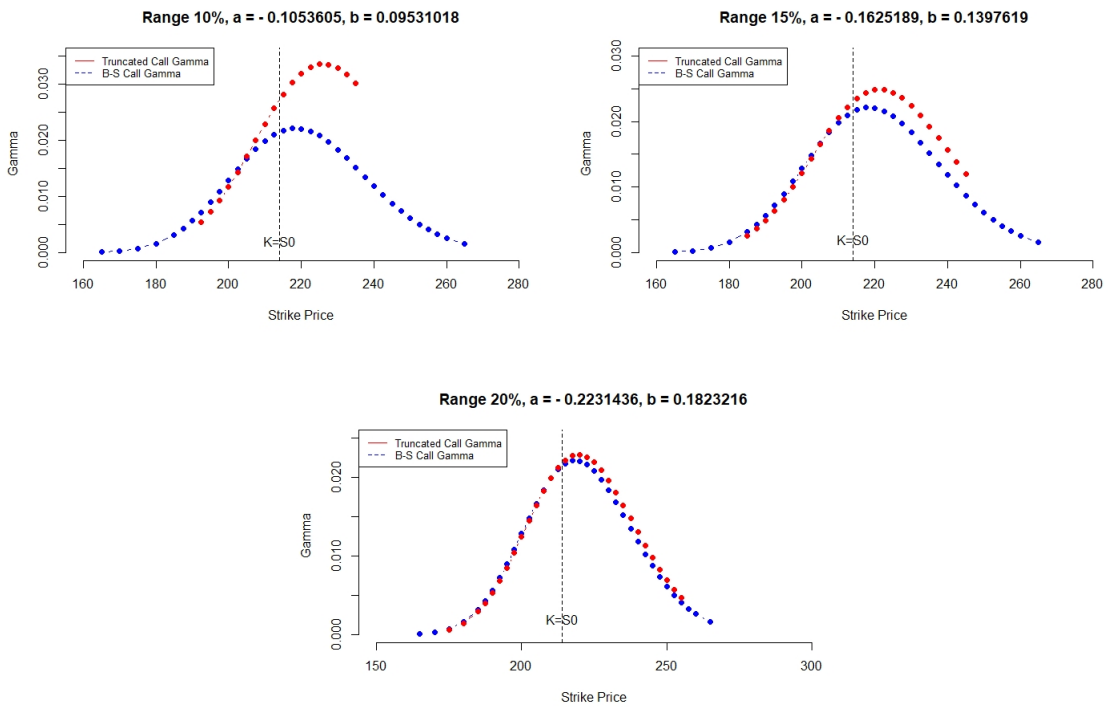 Range 10%, a = - 0.1053605, b = 0.09531018
Truncated Call Gamma
B-S Call Gamma
Gamma
0.030
0.020
0.010
0.000
K=S0
160 180 200 220 240 260 280
Strike Price
Range 15%, a = - 0.1625189, b = 0.1397619
Truncated Call Gamma
B-S Call Gamma
Gamma
0.030
0.020
0.010
0.000
K=S0
160 180 200 220 240 260 280
Strike Price
Range 20%, a = - 0.2231436, b = 0.1823216
Truncated Call Gamma
B-S Call Gamma
Gamma
0.020
0.010
0.000
K=S0
150 200 250 300
Strike Price